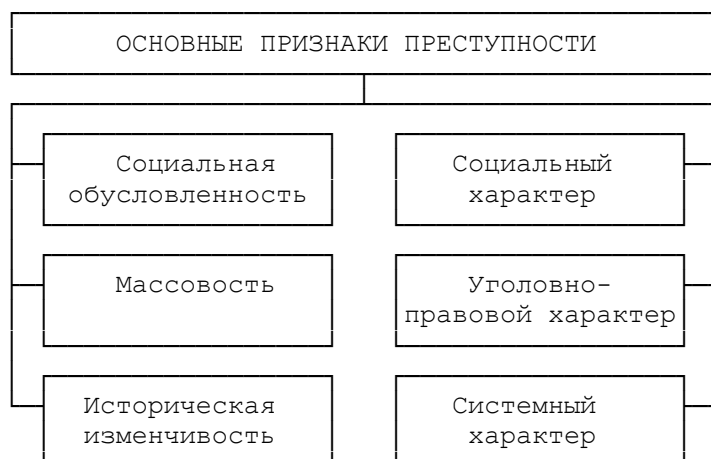 ОСНОВНЫЕ ПРИЗНАКИ ПРЕСТУПНОСТИ
Социальная
обусловленность
Социальный
характер
Массовость
Уголовно-
правовой характер
Историческая
изменчивость
Системный
характер